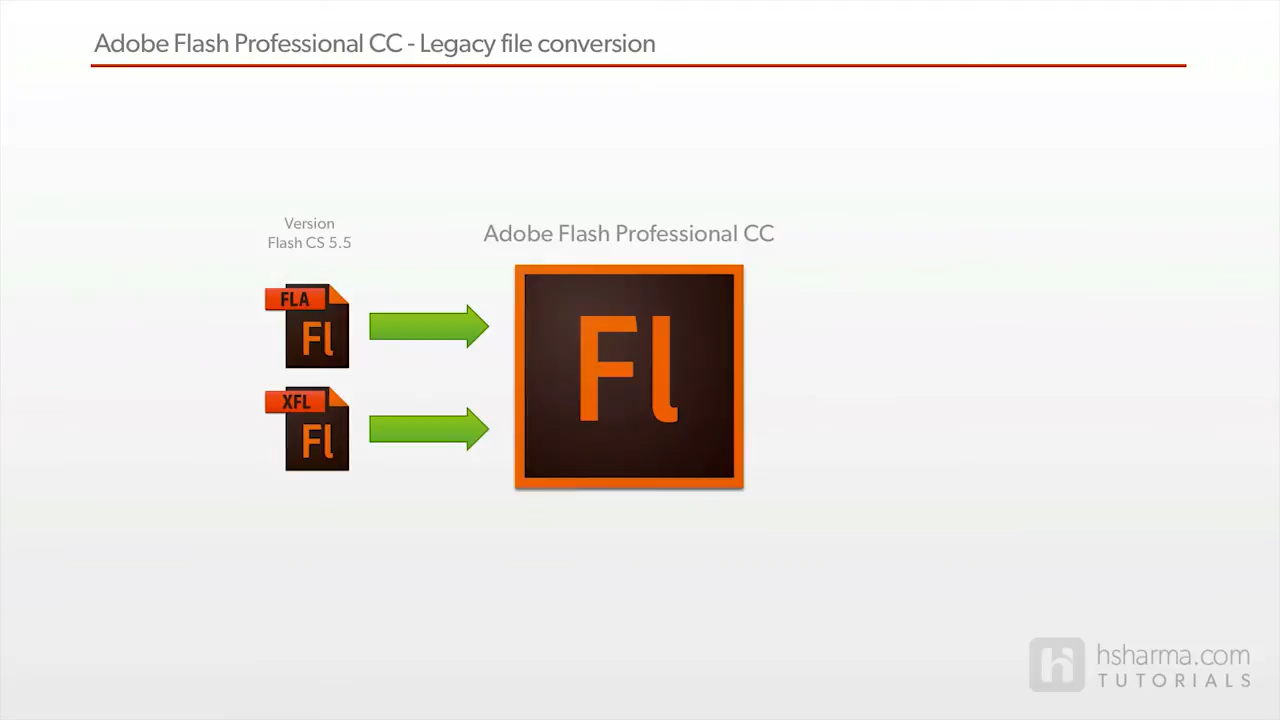 Adobe Flash Professional CC - Legacy file conversion
Version
Flash CS 5.5
Adobe Flash Professional CC
FLA
Fl
XFL
Fl
Fl
h
hsharma.com
TUTORIALS